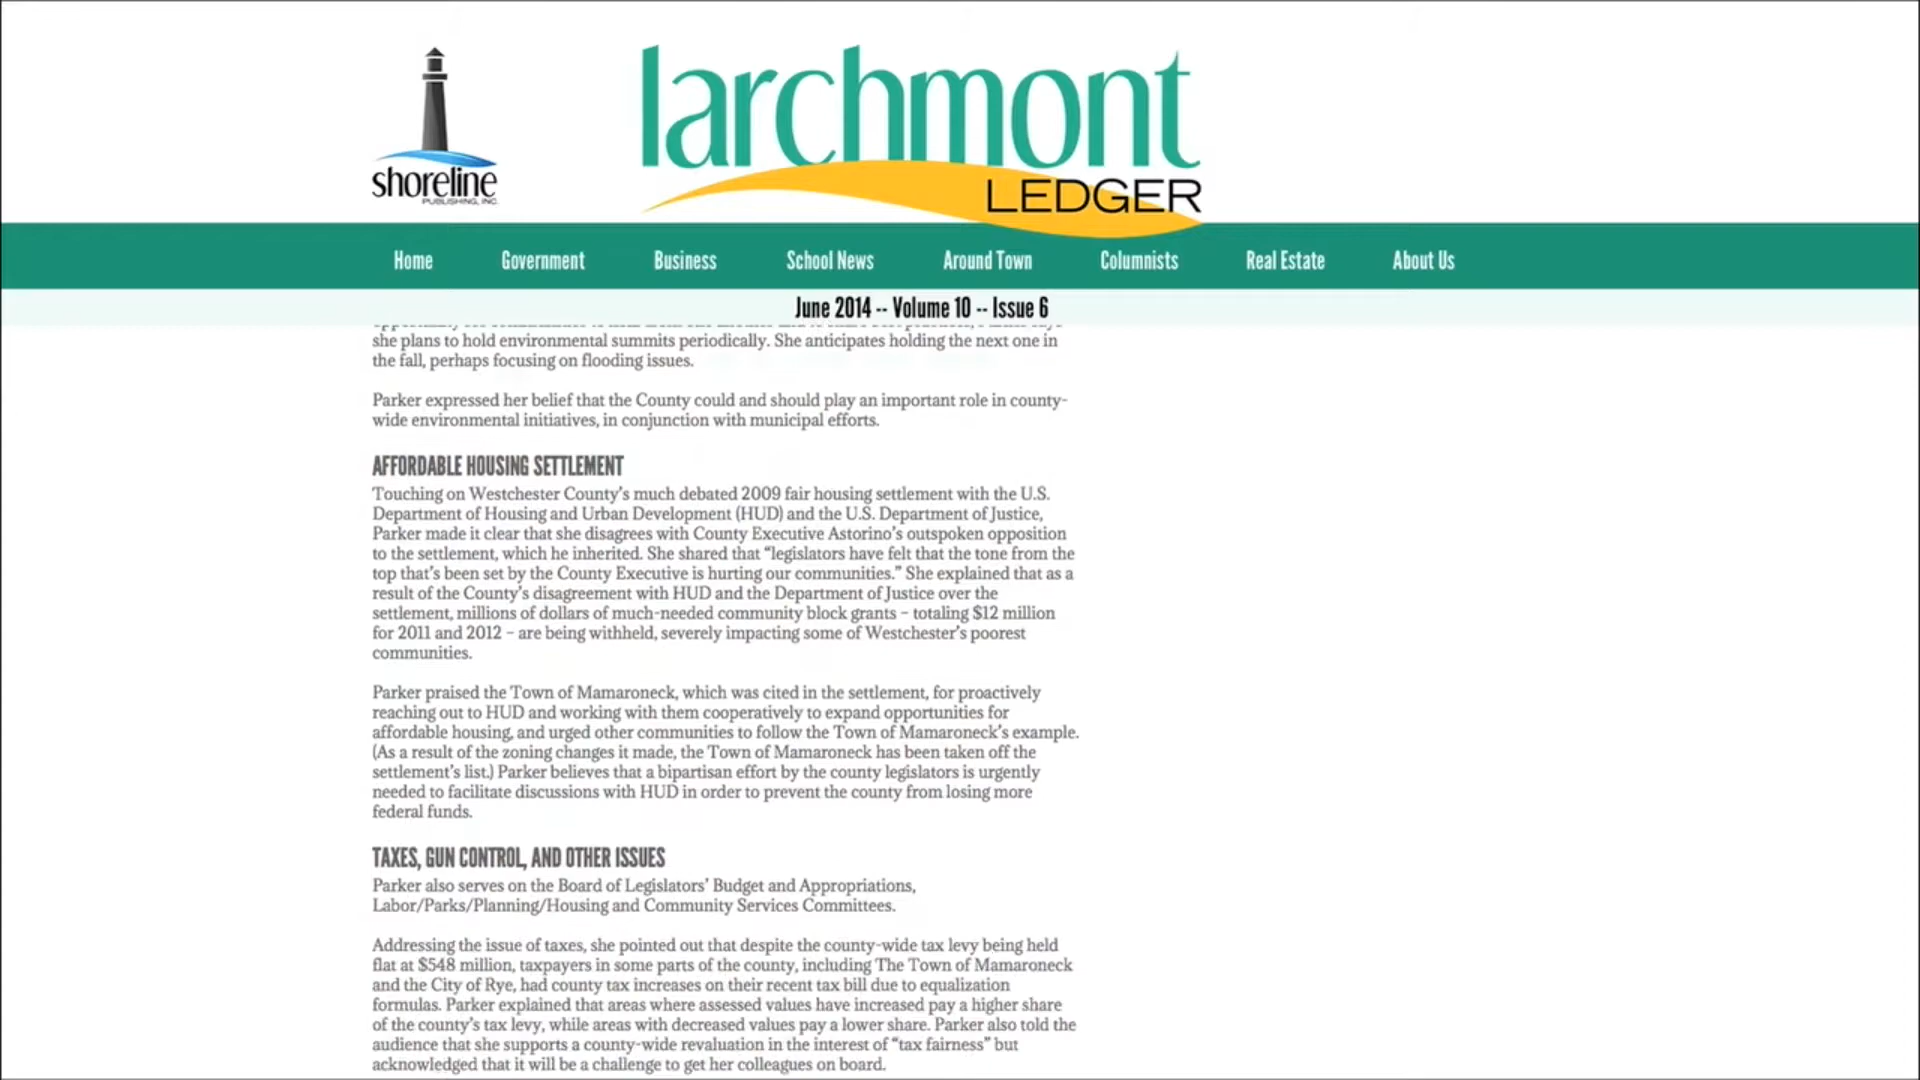 shoreline
PUBLISHING, INC.
larchmont
LEDGER
Home Government Business School News Around Town Columnists Real Estate About Us
June 2014 -- Volume 10 -- Issue 6
she plans to hold environmental summits periodically. She anticipates holding the next one in
the fall, perhaps focusing on flooding issues.
Parker expressed her belief that the County could and should play an important role in county-
wide environmental initiatives, in conjunction with municipal efforts.
AFFORDABLE HOUSING SETTLEMENT
Touching on Westchester County's much debated 2009 fair housing settlement with the U.S.
Department of Housing and Urban Development (HUD) and the U.S. Department of Justice,
Parker made it clear that she disagrees with County Executive Astorino's outspoken opposition
to the settlement, which he inherited. She shared that “legislators have felt that the tone from the
top that's been set by the County Executive is hurting our communities.” She explained that as a
result of the County's disagreement with HUD and the Department of Justice over the
settlement, millions of dollars of much-needed community block grants – totaling $12 million
for 2011 and 2012 – are being withheld, severely impacting some of Westchester's poorest
communities.
Parker praised the Town of Mamaroneck, which was cited in the settlement, for proactively
reaching out to HUD and working with them cooperatively to expand opportunities for
affordable housing, and urged other communities to follow the Town of Mamaroneck's example.
(As a result of the zoning changes it made, the Town of Mamaroneck has been taken off the
settlement's list.) Parker believes that a bipartisan effort by the county legislators is urgently
needed to facilitate discussions with HUD in order to prevent the county from losing more
federal funds.
TAXES, GUN CONTROL, AND OTHER ISSUES
Parker also serves on the Board of Legislators' Budget and Appropriations,
Labor/Parks/Planning/Housing and Community Services Committees.
Addressing the issue of taxes, she pointed out that despite the county-wide tax levy being held
flat at $548 million, taxpayers in some parts of the county, including The Town of Mamaroneck
and the City of Rye, had county tax increases on their recent tax bill due to equalization
formulas. Parker explained that areas where assessed values have increased pay a higher share
of the county's tax levy, while areas with decreased values pay a lower share. Parker also told the
audience that she supports a county-wide revaluation in the interest of “tax fairness” but
acknowledged that it will be a challenge to get her colleagues on board.